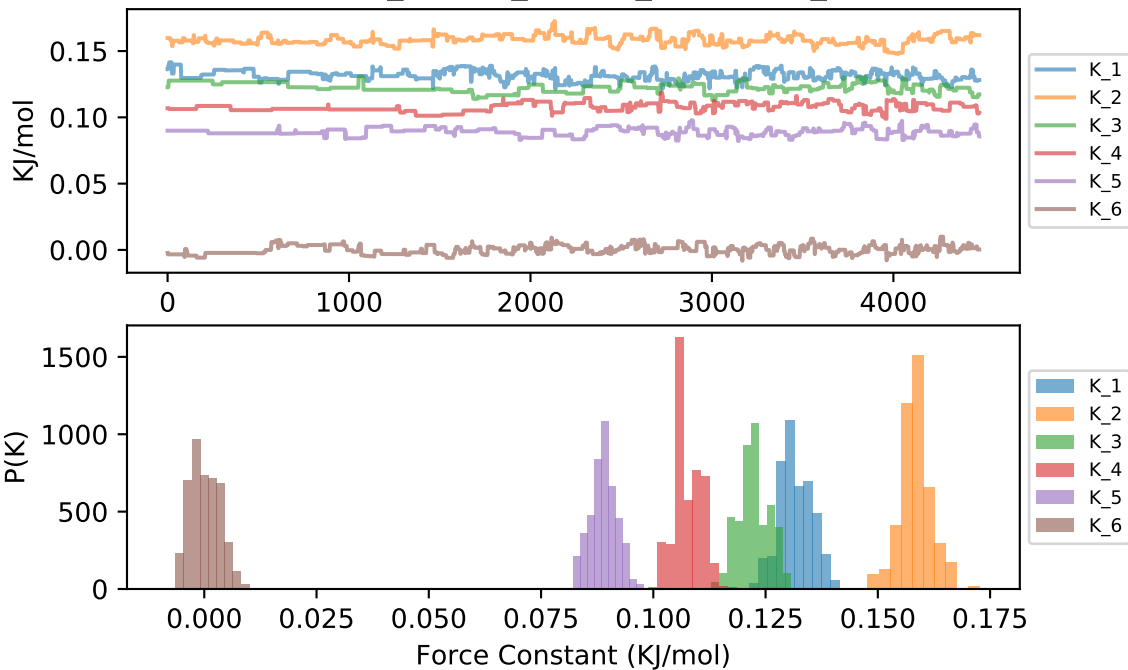 0.15
0.10
0.05
0.00
KJ/mol
0
1000
2000
3000
4000
K_1
K_2
K_3
K_4
K_5
K_6
1500
1000
500
0
P(K)
0.000
0.025
0.050
0.075
0.100
0.125
0.150
0.175
Force Constant (KJ/mol)
K_1
K_2
K_3
K_4
K_5
K_6